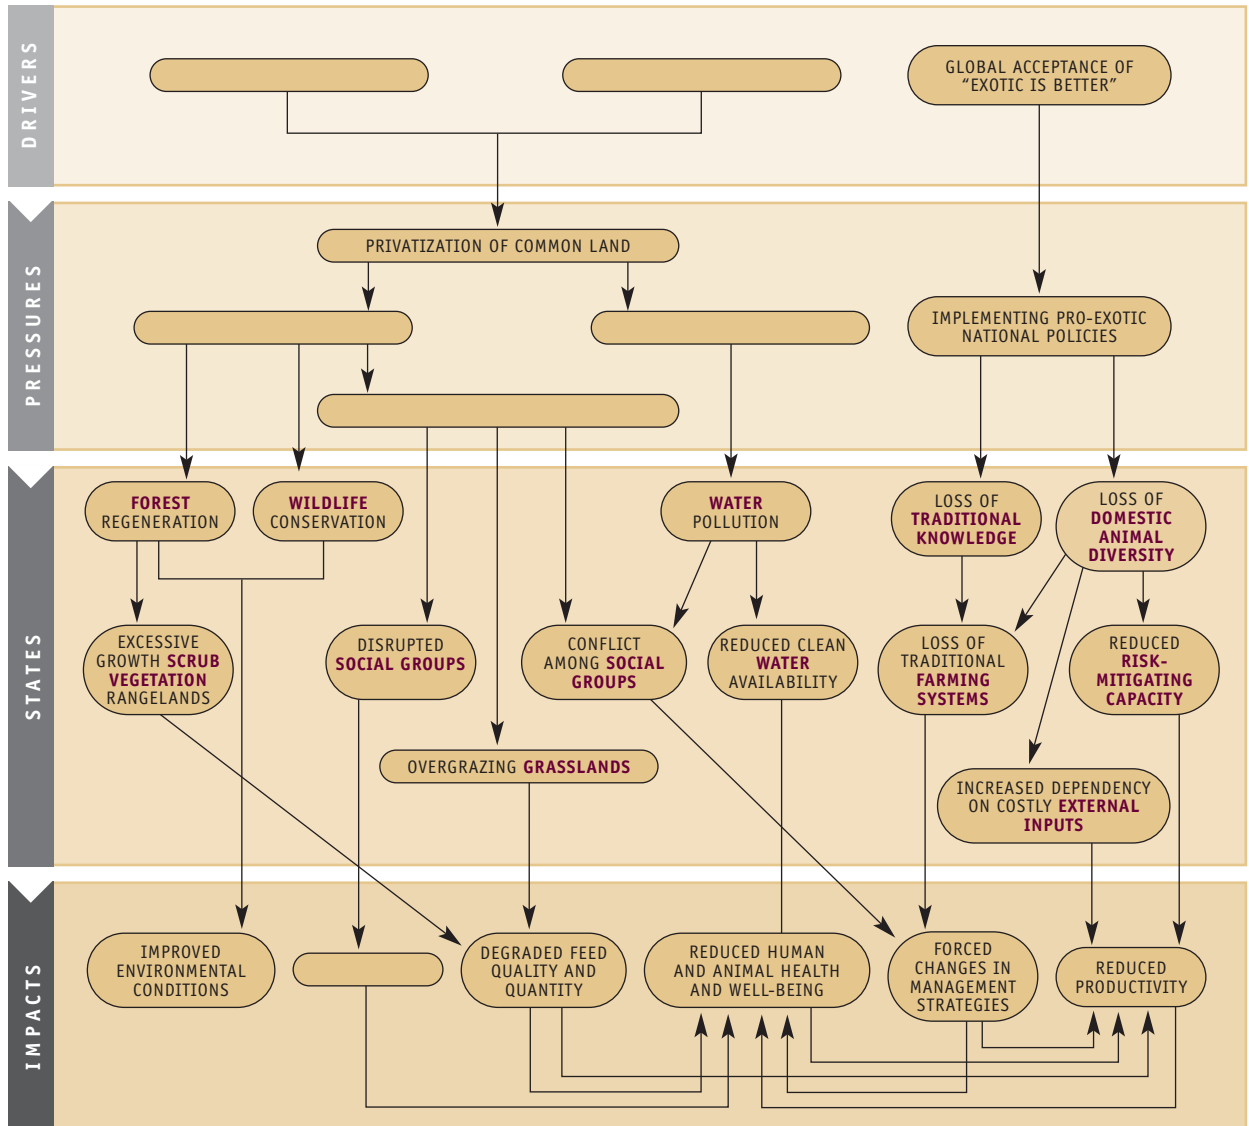 DRIVERS
GLOBAL ACCEPTANCE OF
“EXOTIC IS BETTER”
PRESSURES
PRIVATIZATION OF COMMON LAND
IMPLEMENTING PRO-EXOTIC
NATIONAL POLICIES
STATES
FOREST
REGENERATION
WILDLIFE
CONSERVATION
WATER
POLLUTION
LOSS OF
TRADITIONAL
KNOWLEDGE
LOSS OF
DOMESTIC
ANIMAL
DIVERSITY
EXCESSIVE
GROWTH SCRUB
VEGETATION
RANGELANDS
DISRUPTED
SOCIAL GROUPS
CONFLICT
AMONG SOCIAL
GROUPS
REDUCED CLEAN
WATER
AVAILABILITY
LOSS OF
TRADITIONAL
FARMING
SYSTEMS
REDUCED
RISK-
MITIGATING
CAPACITY
OVERGRAZING GRASSLANDS
INCREASED DEPENDENCY
ON COSTLY EXTERNAL
INPUTS
IMPACTS
IMPROVED
ENVIRONMENTAL
CONDITIONS
DEGRADED FEED
QUALITY AND
QUANTITY
REDUCED HUMAN
AND ANIMAL HEALTH
AND WELL-BEING
FORCED
CHANGES IN
MANAGEMENT
STRATEGIES
REDUCED
PRODUCTIVITY